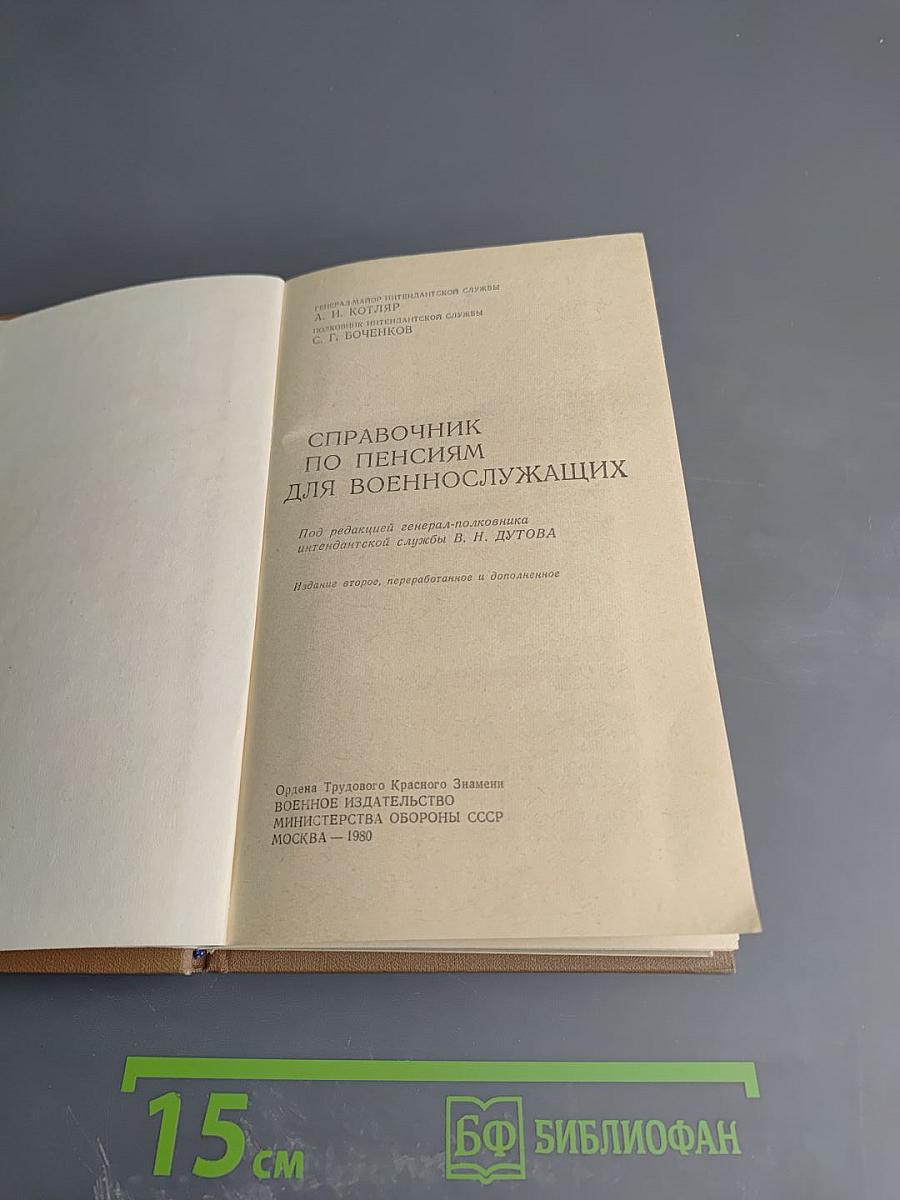 ГЕНЕРАЛ-МАЙОР ИНТЕНДАНТСКОЙ СЛУЖБЫ
А. И. КОТЛЯР
ПОЛКОВНИК ИНТЕНДАНТСКОЙ СЛУЖБЫ
С. Г. БОЧЕНКОВ
СПРАВОЧНИК
ПО ПЕНСИЯМ
ДЛЯ ВОЕННОСЛУЖАЩИХ
Под редакцией генерал-полковника
интендантской службы В. Н. ДУТОВА
Издание второе, переработанное и дополненное
Ордена Трудового Красного Знамени
ВОЕННОЕ ИЗДАТЕЛЬСТВО
МИНИСТЕРСТВА ОБОРОНЫ СССР
МОСКВА — 1980
15 см
БФ БИБЛИОФАН